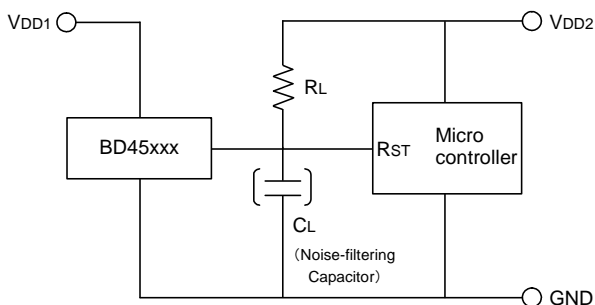 VDD1
VDD2
RL
BD45xxx
RST
Micro
controller
CL
（Noise-filtering
Capacitor）
GND